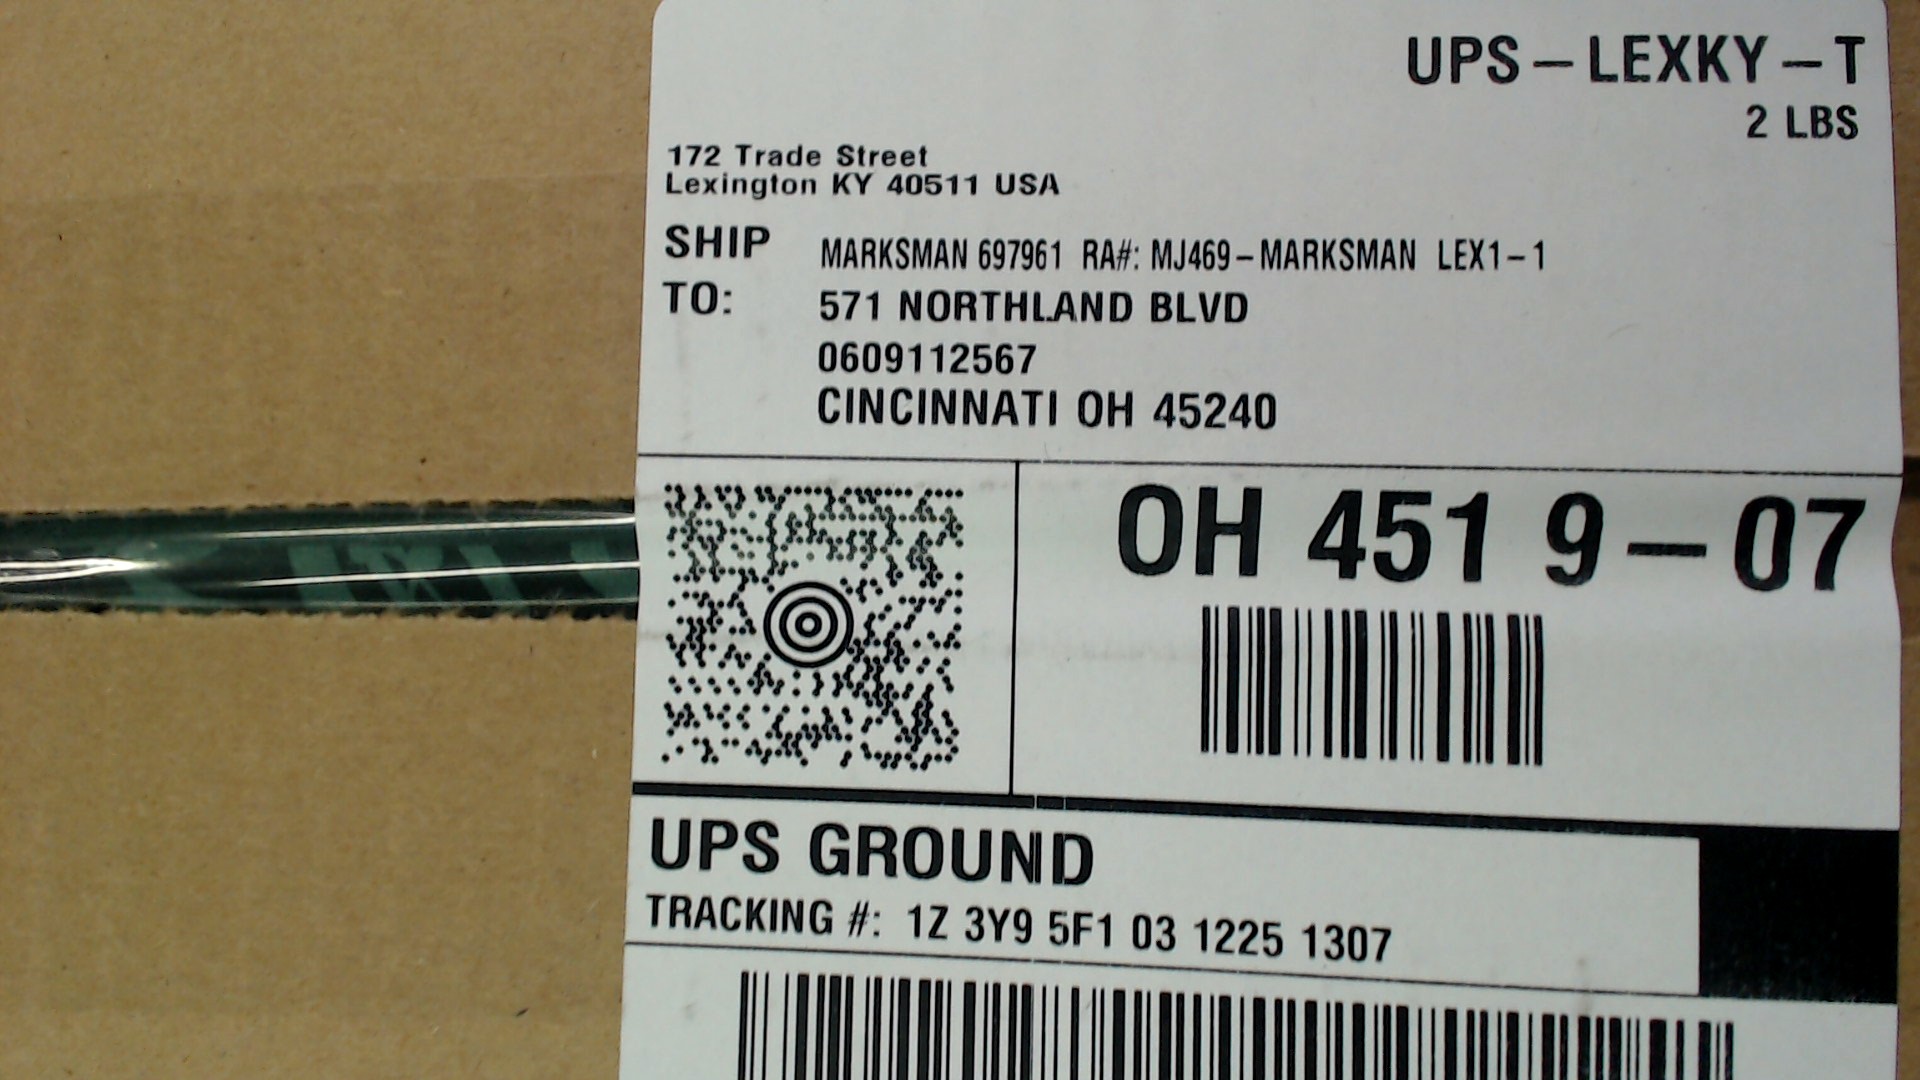 UPS-LEXKY-T
2 LBS
172 Trade Street
Lexington KY 40511 USA
SHIP TO:
MARKSMAN 697961 RA#: MJ469-MARKSMAN LEX1-1
571 NORTHLAND BLVD
0609112567
CINCINNATI OH 45240
OH 451 9-07
UPS GROUND
TRACKING #: 1Z 3Y9 5F1 03 1225 1307